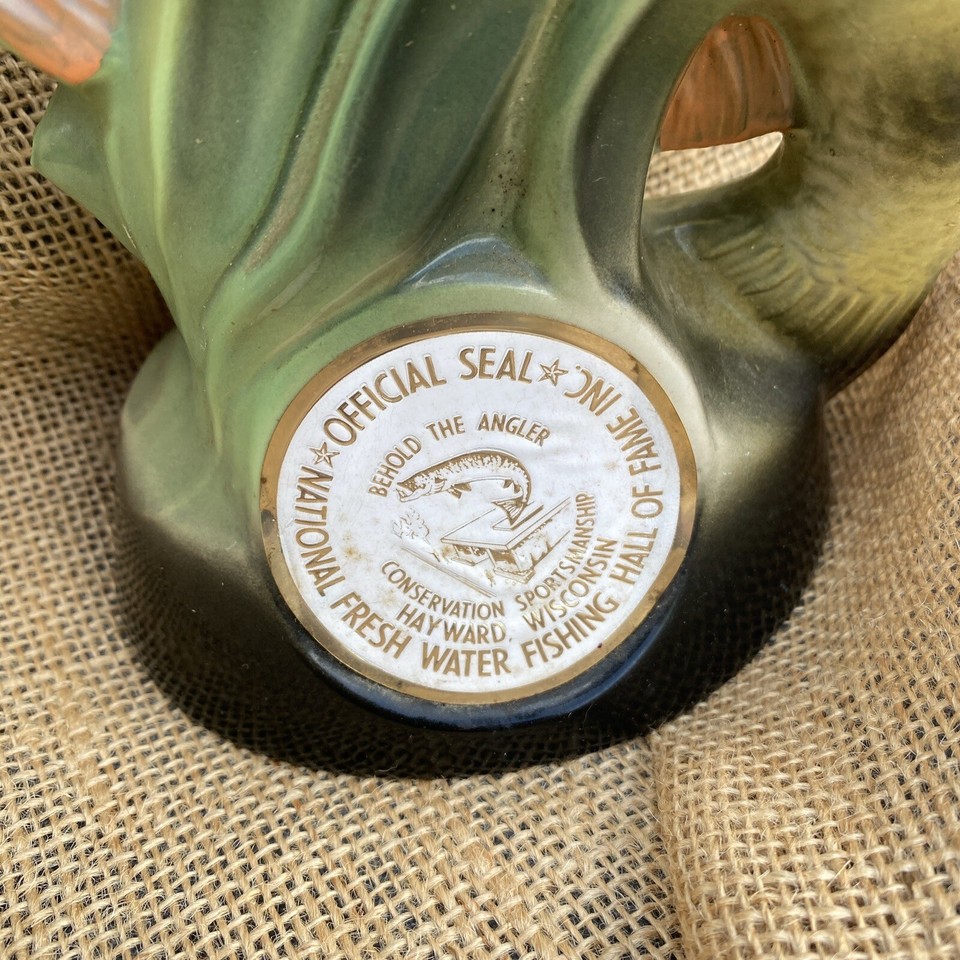 ★ OFFICIAL SEAL ★
NATIONAL FRESH WATER FISHING HALL OF FAME INC.
BEHOLD THE ANGLER
CONSERVATION SPORTSMANSHIP
HAYWARD, WISCONSIN